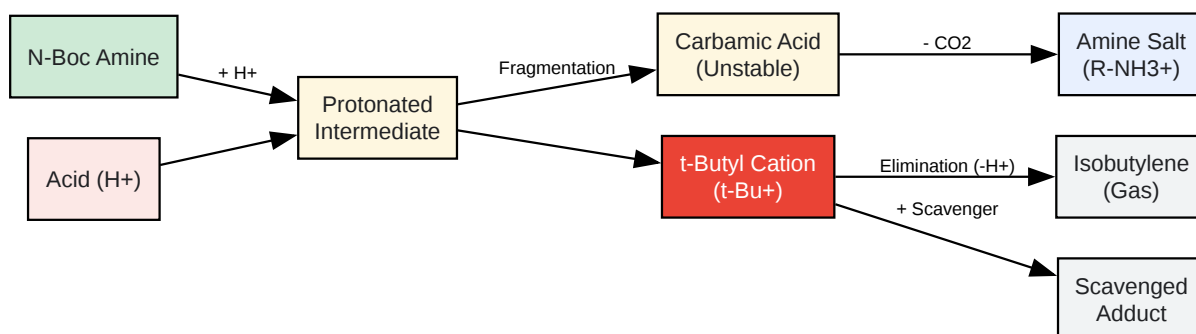 N-Boc Amine
+ H+
Acid (H+)
Protonated
Intermediate
Fragmentation
Carbamic Acid
(Unstable)
- CO2
Amine Salt
(R-NH3+)
t-Butyl Cation
(t-Bu+)
Elimination (-H+)
Isobutylene
(Gas)
+ Scavenger
Scavenged
Adduct